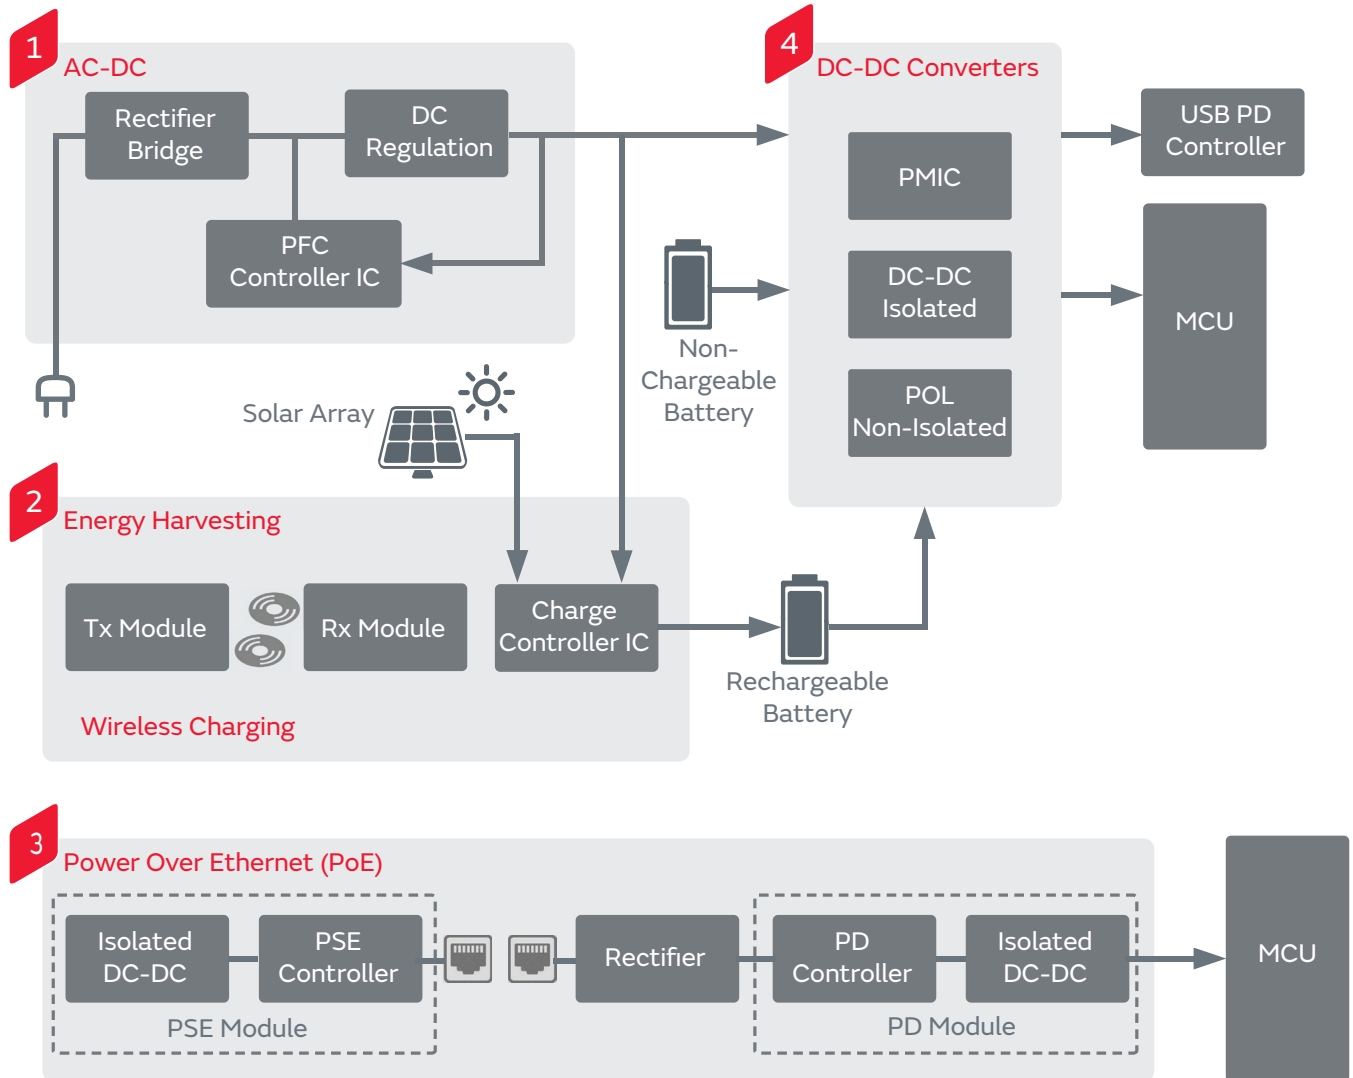 1
AC-DC
Rectifier
Bridge
DC
Regulation
PFC
Controller IC
4
DC-DC Converters
PMIC
DC-DC
Isolated
POL
Non-Isolated
USB PD
Controller
MCU
Non-
Chargeable
Battery
Solar Array
2
Energy Harvesting
Tx Module
Rx Module
Charge
Controller IC
Wireless Charging
Rechargeable
Battery
3
Power Over Ethernet (PoE)
Isolated
DC-DC
PSE
Controller
PSE Module
Rectifier
PD
Controller
Isolated
DC-DC
PD Module
MCU